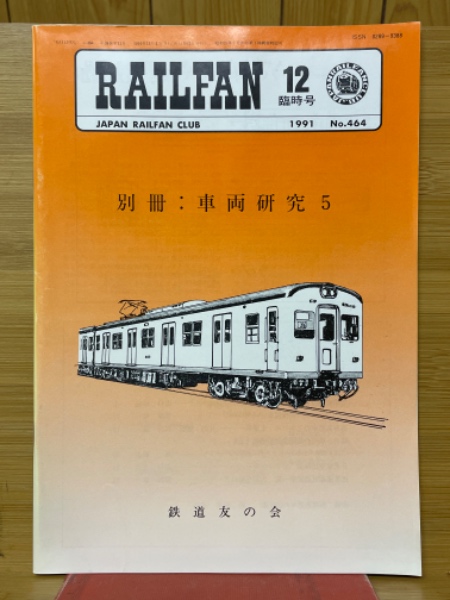 RAILFAN
12
臨時号
JAPAN RAILFAN CLUB
1991 No.464
別冊：車両研究 5
鉄道友の会